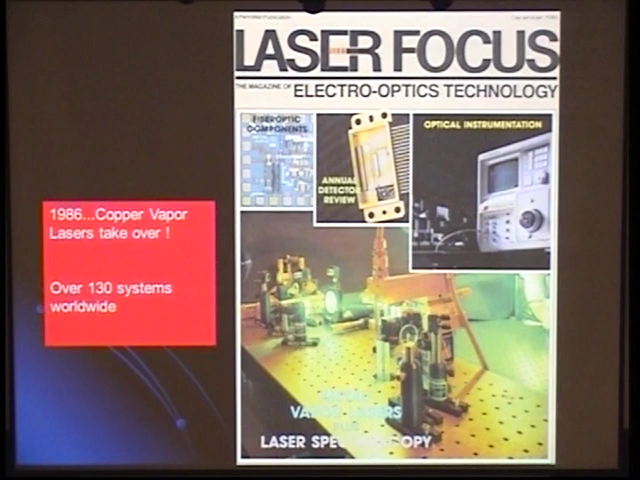 LASER FOCUS
THE MAGAZINE OF ELECTRO-OPTICS TECHNOLOGY
FIBEROPTIC
COMPONENTS
ANNUAL
DETECTOR
REVIEW
OPTICAL INSTRUMENTATION
1986...Copper Vapor
Lasers take over !
Over 130 systems
worldwide
METAL
VAPOR LASERS
LASER SPECTROSCOPY